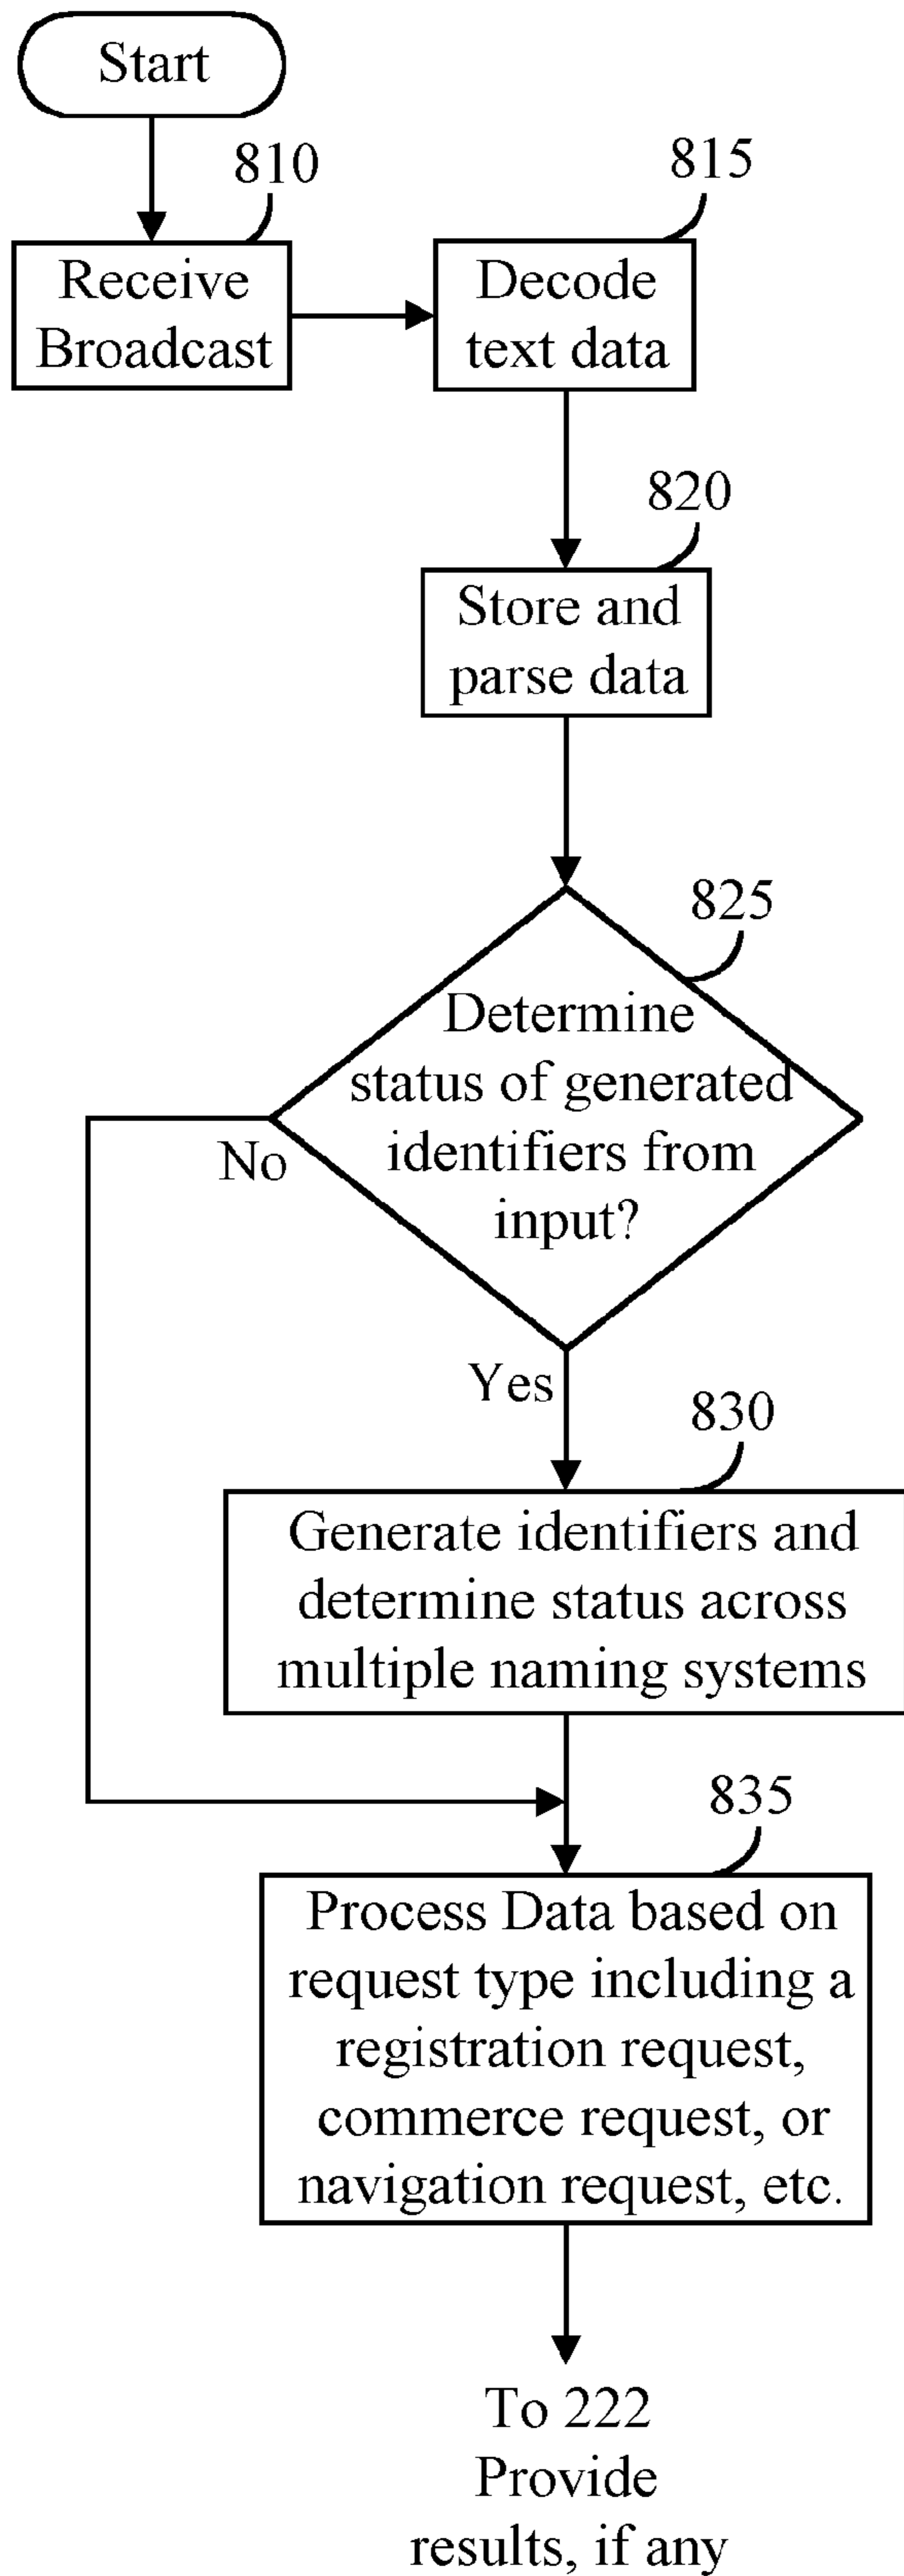 Start
810
Receive
Broadcast
815
Decode
text data
820
Store and
parse data
825
Determine
status of generated
identifiers from
input?
No
Yes
830
Generate identifiers and
determine status across
multiple naming systems
835
Process Data based on
request type including a
registration request,
commerce request, or
navigation request, etc.
To 222
Provide
results, if any